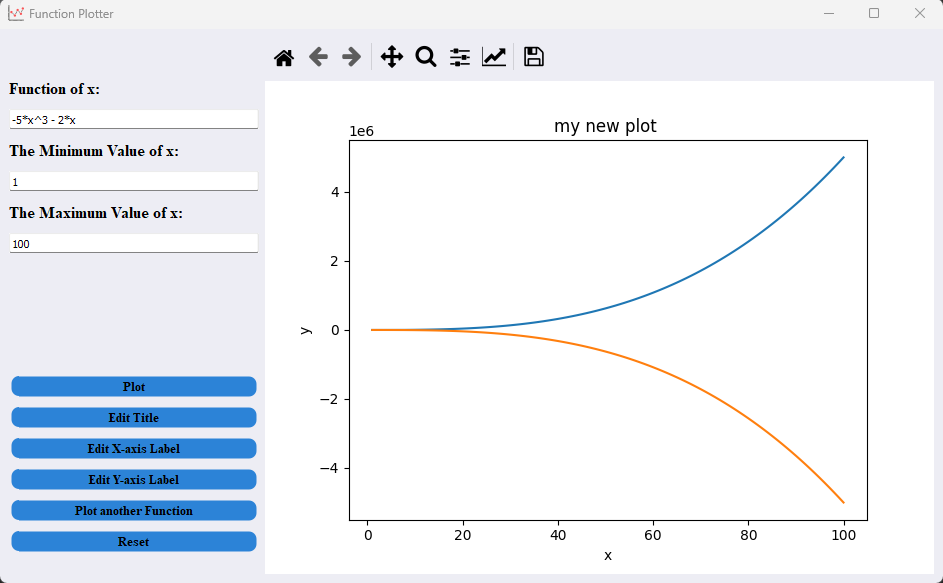 Function Plotter
Function of x:
-5*x^3 - 2*x
The Minimum Value of x:
1
The Maximum Value of x:
100
Plot
Edit Title
Edit X-axis Label
Edit Y-axis Label
Plot another Function
Reset
my new plot
1e6
4
2
0
−2
−4
y
0 20 40 60 80 100
x